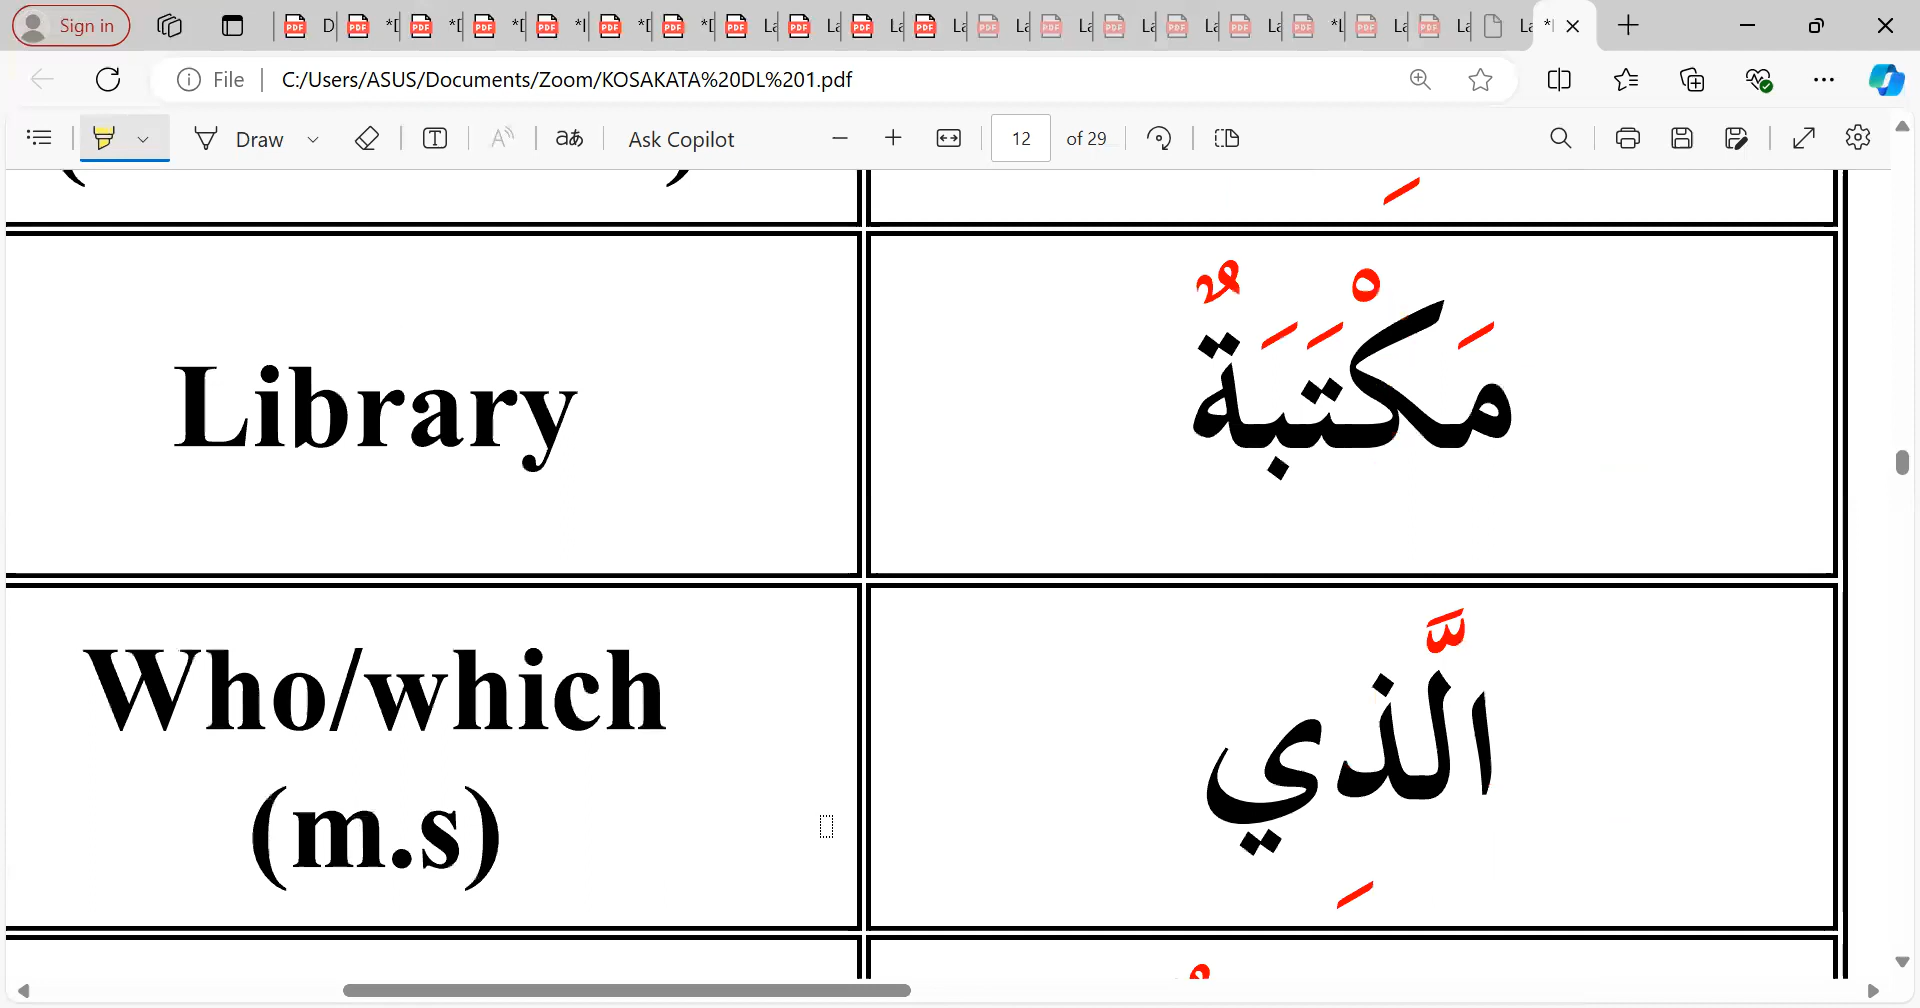 Sign in
File
C:/Users/ASUS/Documents/Zoom/KOSAKATA%20DL%201.pdf
Draw
Ask Copilot
12 of 29
Library
مَكْتَبَةٌ
Who/which
(m.s)
الَّذِي